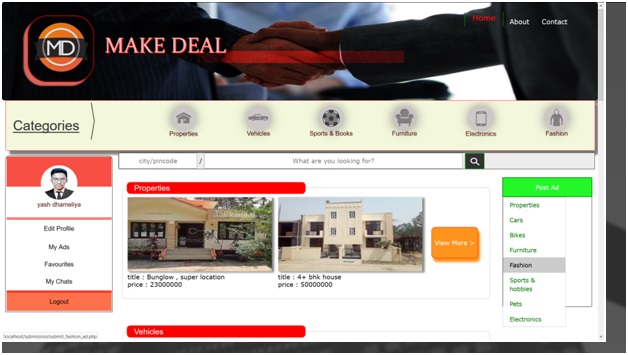 Home
About
Contact
MD
MAKE DEAL
Categories
Properties
Vehicles
Sports & Books
Furniture
Electronics
Fashion
city/pincode
/
What are you looking for?
yash dhameliya
Edit Profile
My Ads
Favourites
My Chats
Logout
Properties
title : Bunglow , super location
price : 23000000
title : 4+ bhk house
price : 50000000
View More >
Vehicles
Post Ad
Properties
Cars
Bikes
Furniture
Fashion
Sports &
hobbies
Pets
Electronics
localhost/submission/submit_fashion_ad.php